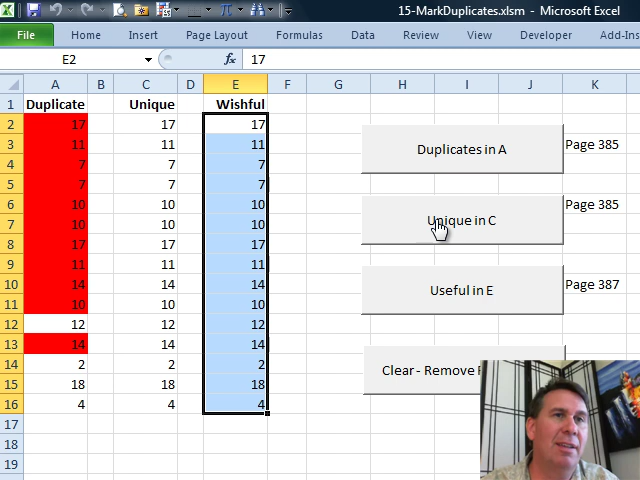 15-MarkDuplicates.xlsm - Microsoft Excel
File Home Insert Page Layout Formulas Data Review View Developer Add-Ins
E2 fx 17
A B C D E F G H I J K
1 Duplicate Unique Wishful
2 17 17 17
3 11 11 11
4 7 7 7
5 7 7 7
6 10 10 10
7 10 10 10
8 17 17 17
9 11 11 11
10 14 14 14
11 10 10 10
12 12 12 12
13 14 14 14
14 2 2 2
15 18 18 18
16 4 4 4
17
18
19
Duplicates in A Page 385
Unique in C Page 385
Useful in E Page 387
Clear - Remove